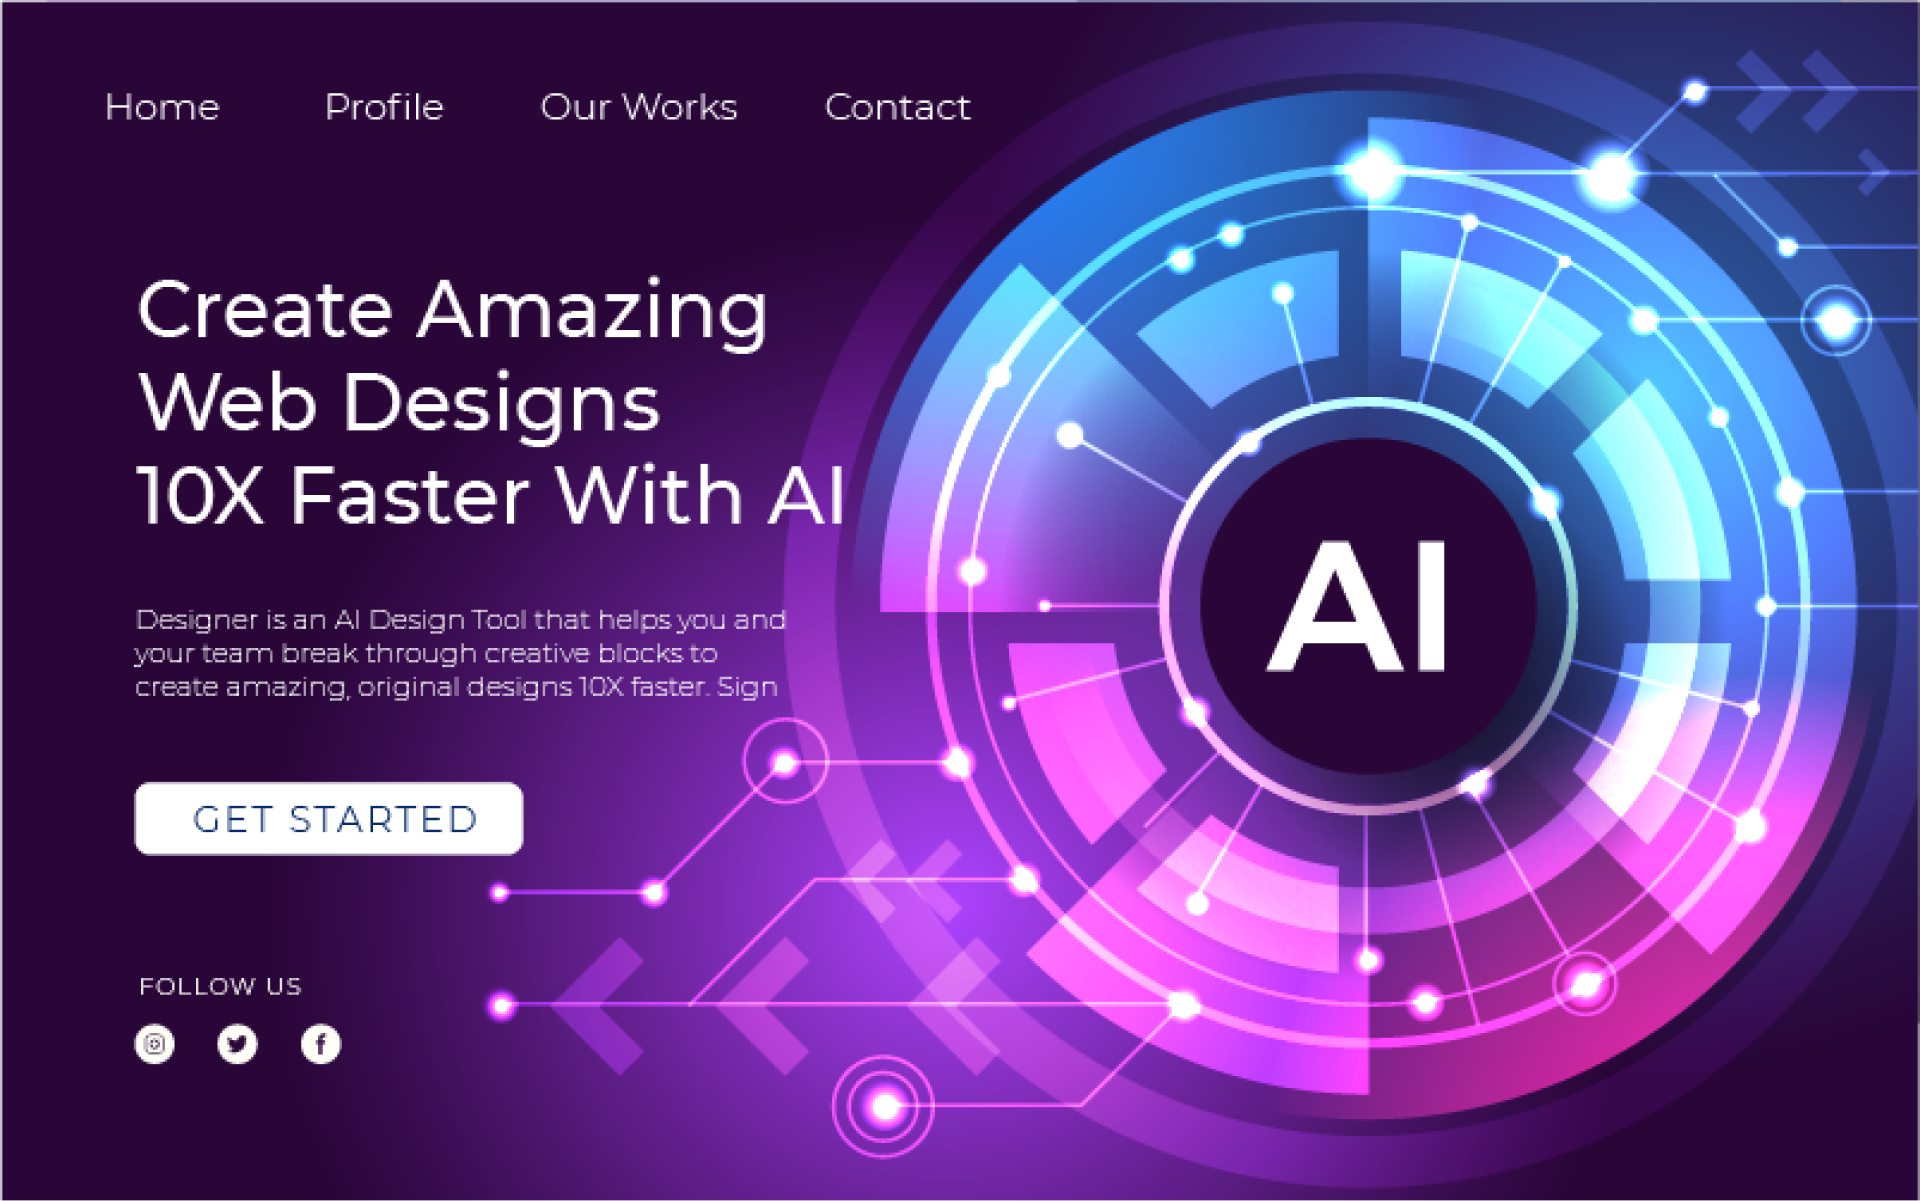 Home Profile Our Works Contact
Create Amazing
Web Designs
10X Faster With AI
Designer is an AI Design Tool that helps you and
your team break through creative blocks to
create amazing, original designs 10X faster. Sign
GET STARTED
FOLLOW US
AI